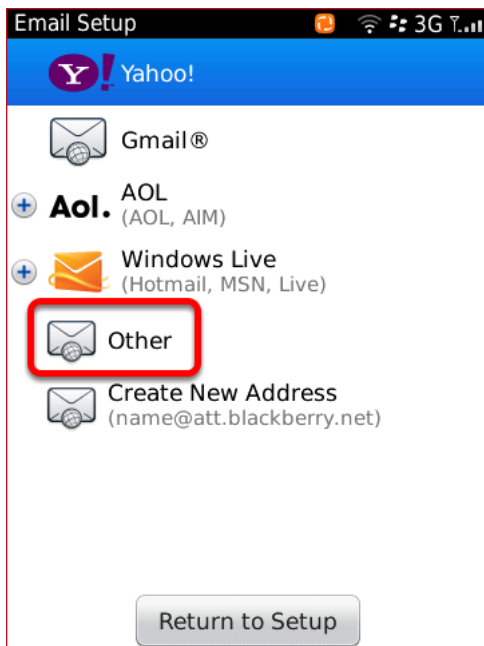 Email Setup 3G
Y! Yahoo!
Gmail®
Aol. AOL
(AOL, AIM)
Windows Live
(Hotmail, MSN, Live)
Other
Create New Address
(name@att.blackberry.net)
Return to Setup